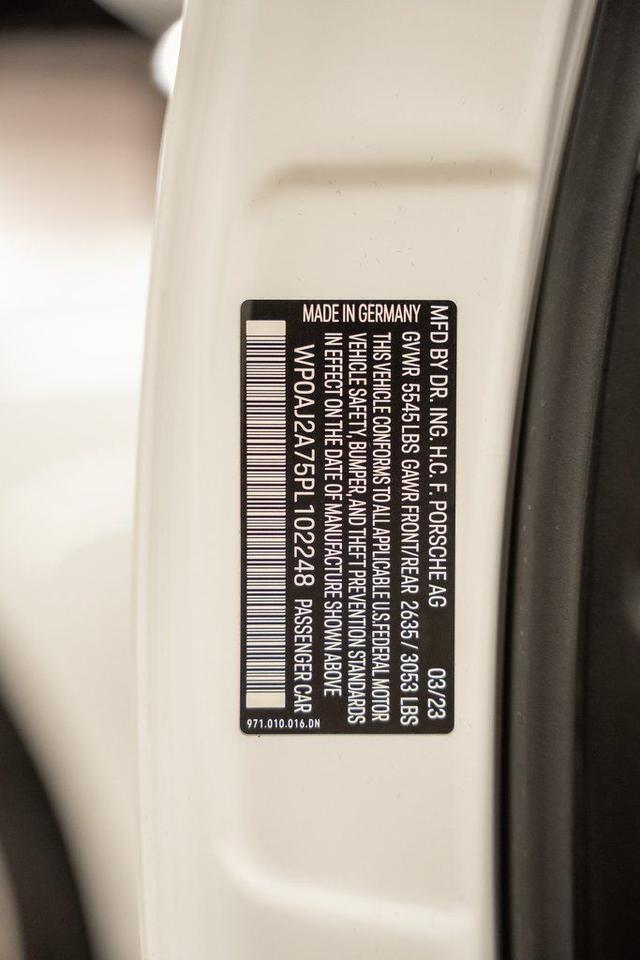 MFD BY DR. ING. H.C. F. PORSCHE AG 03/23
GVWR 5545 LBS GAWR FRONT/REAR 2635 / 3053 LBS
THIS VEHICLE CONFORMS TO ALL APPLICABLE U.S.FEDERAL MOTOR
VEHICLE SAFETY, BUMPER, AND THEFT PREVENTION STANDARDS
IN EFFECT ON THE DATE OF MANUFACTURE SHOWN ABOVE
MADE IN GERMANY
WP0AJ2A75PL102248 PASSENGER CAR
971.010.016.DN